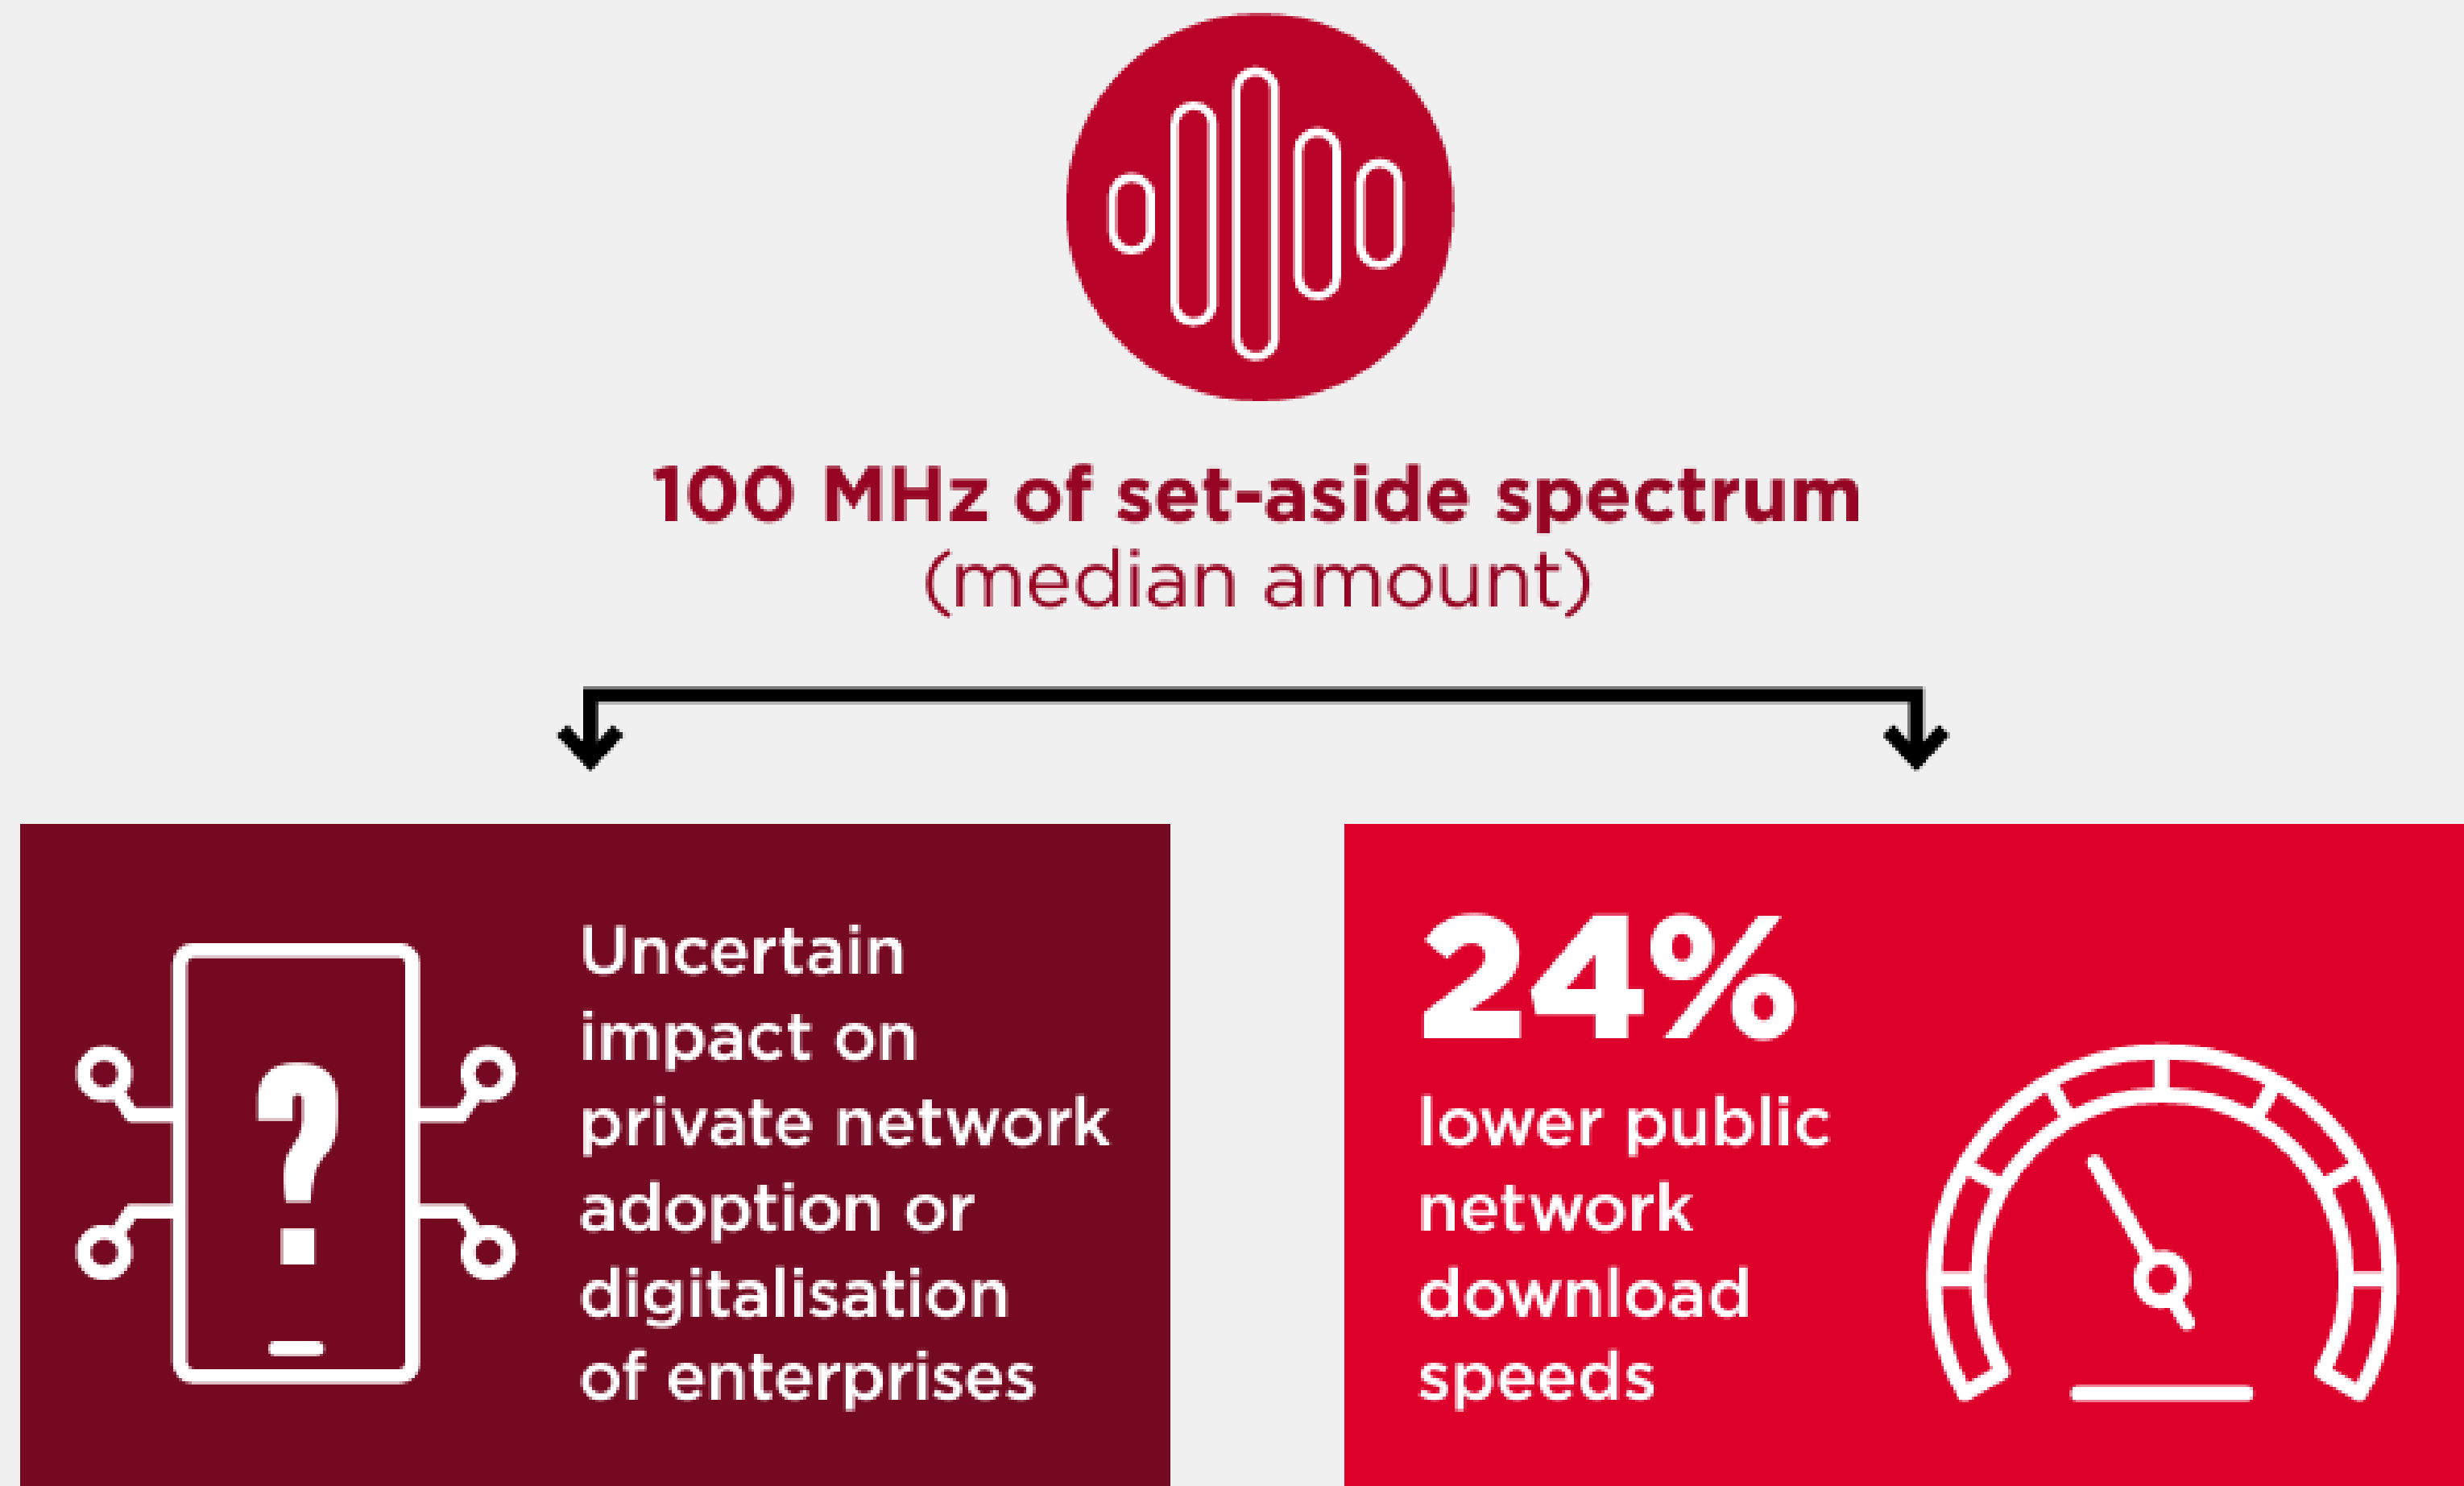 100 MHz of set-aside spectrum
(median amount)
Uncertain
impact on
private network
adoption or
digitalisation
of enterprises
24%
lower public
network
download
speeds